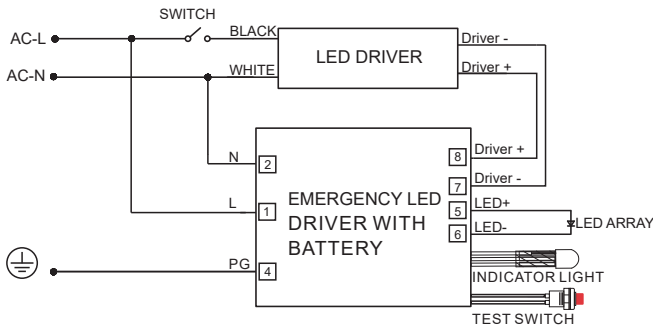 SWITCH
AC-L
BLACK
LED DRIVER
Driver -
AC-N
WHITE
Driver +
N
2
8
Driver +
7
Driver -
L
1
EMERGENCY LED
DRIVER WITH
BATTERY
5
LED+
LED ARRAY
6
LED-
PG
4
INDICATOR LIGHT
TEST SWITCH